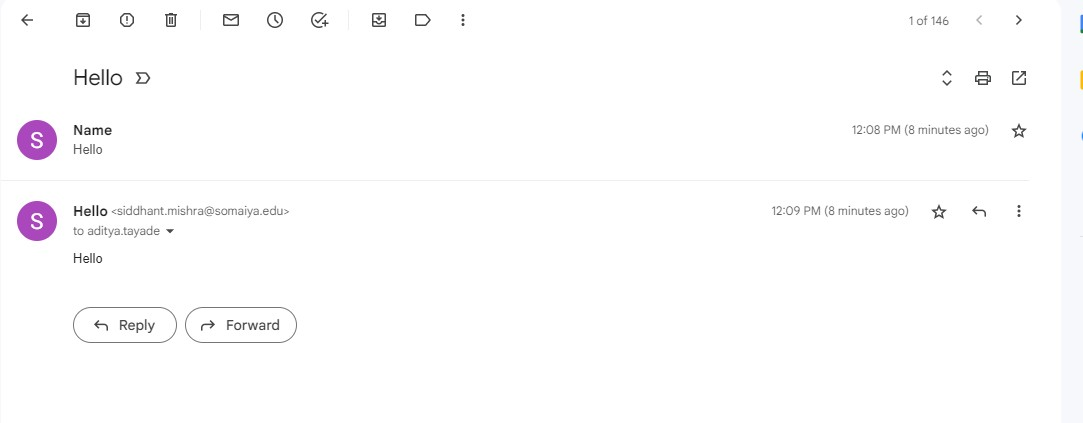 1 of 146
Hello
S
Name
12:08 PM (8 minutes ago)
Hello
S
Hello <siddhant.mishra@somaiya.edu>
12:09 PM (8 minutes ago)
to aditya.tayade
Hello
Reply
Forward